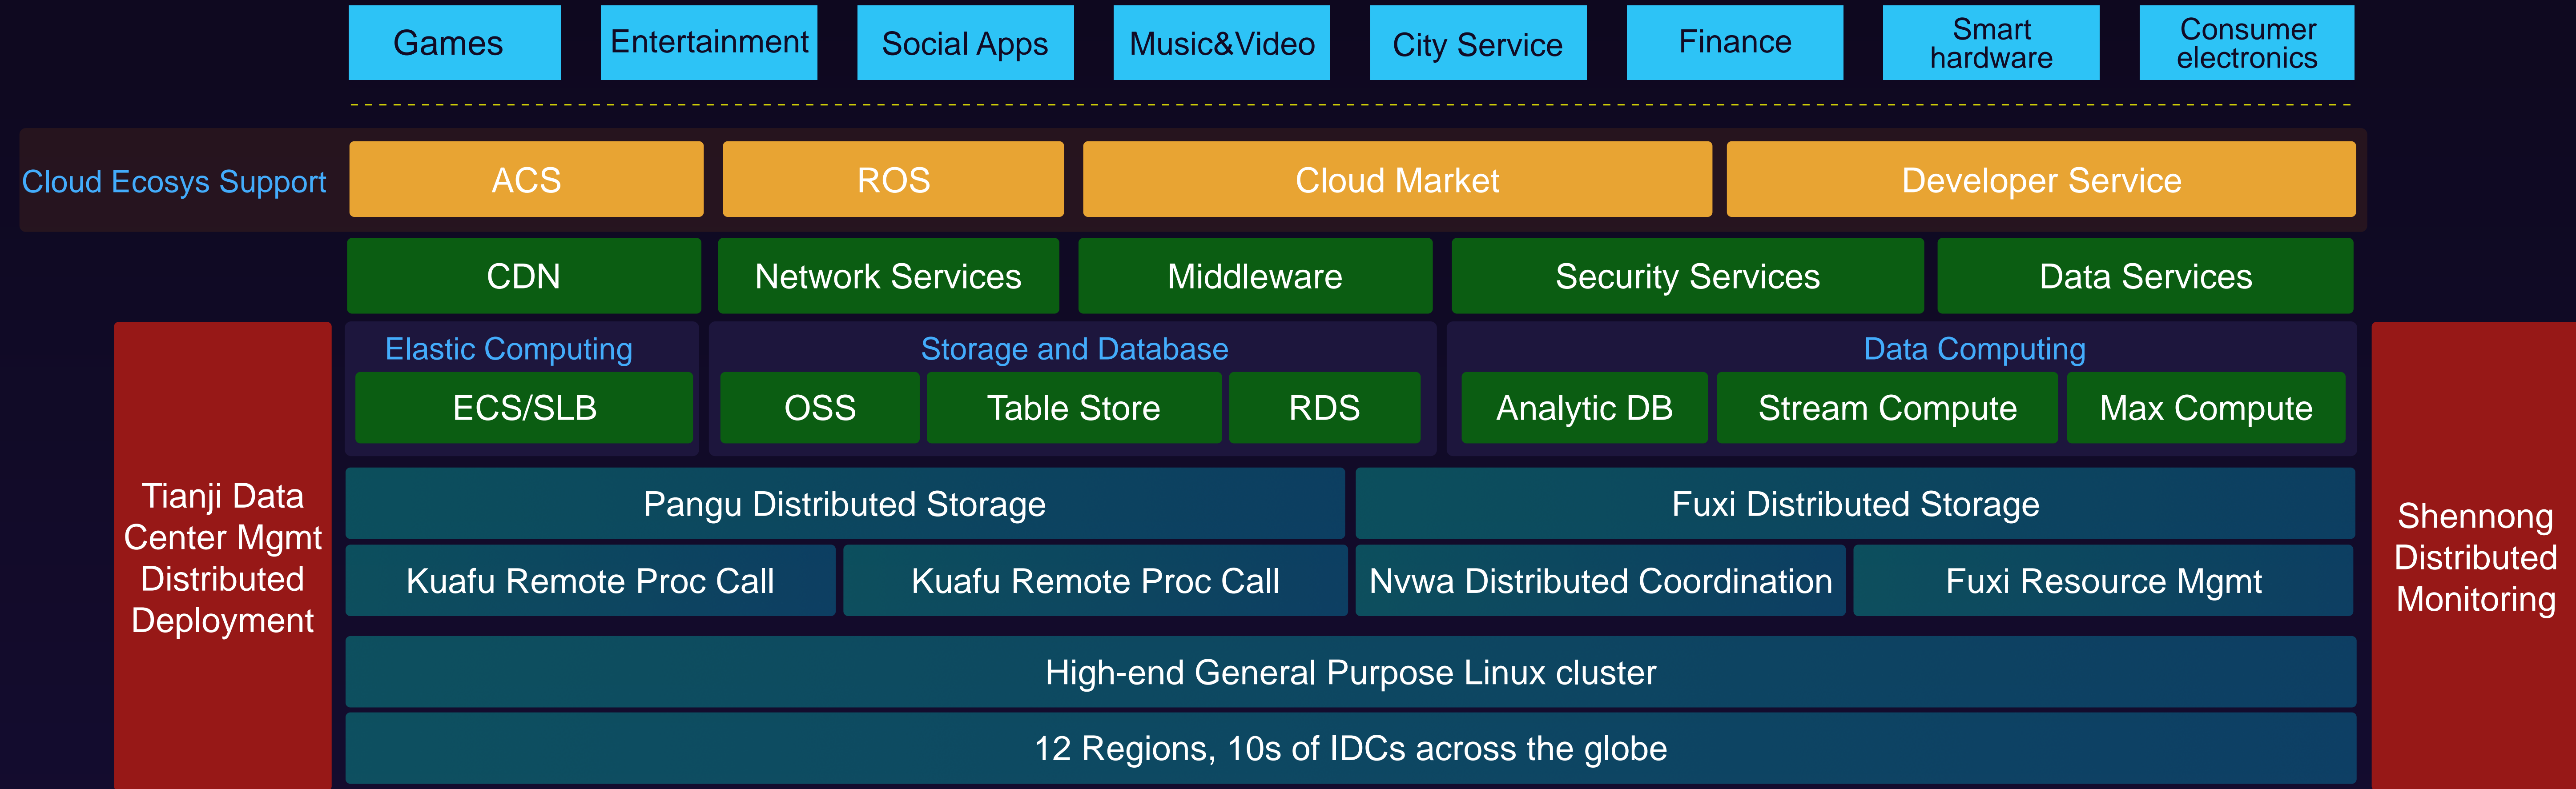 Games
Entertainment
Social Apps
Music&Video
City Service
Finance
Smart
hardware
Consumer
electronics
Cloud Ecosys Support
ACS
ROS
Cloud Market
Developer Service
CDN
Network Services
Middleware
Security Services
Data Services
Elastic Computing
ECS/SLB
Storage and Database
OSS
Table Store
RDS
Data Computing
Analytic DB
Stream Compute
Max Compute
Tianji Data
Center Mgmt
Distributed
Deployment
Pangu Distributed Storage
Fuxi Distributed Storage
Kuafu Remote Proc Call
Kuafu Remote Proc Call
Nvwa Distributed Coordination
Fuxi Resource Mgmt
High-end General Purpose Linux cluster
12 Regions, 10s of IDCs across the globe
Shennong
Distributed
Monitoring